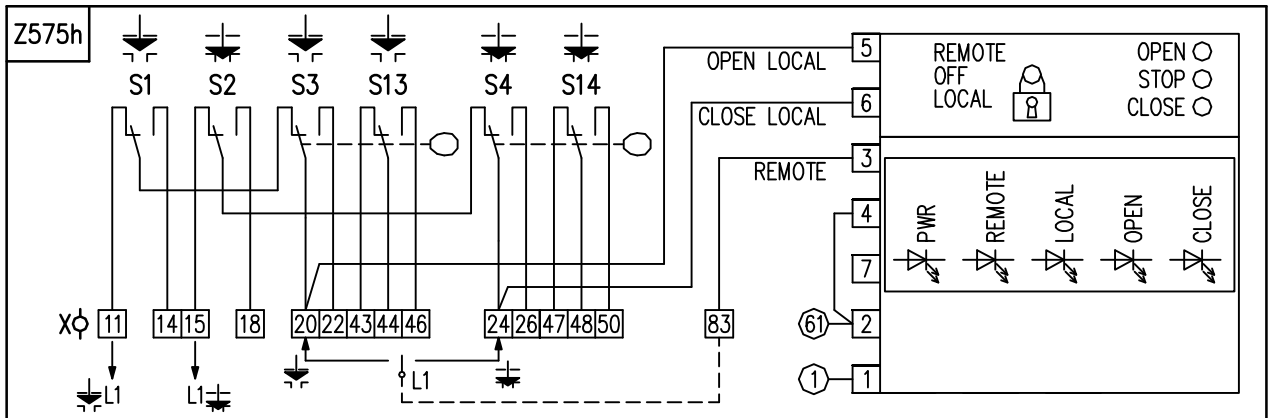 Z575h
S1 S2 S3 S13 S4 S14
OPEN LOCAL 5
CLOSE LOCAL 6
REMOTE 3
4
7
61 2
1 1
REMOTE
OFF
LOCAL
OPEN
STOP
CLOSE
PWR
REMOTE
LOCAL
OPEN
CLOSE
X 11 14 15 18 20 22 43 44 46 24 26 47 48 50 83
L1 L1 L1